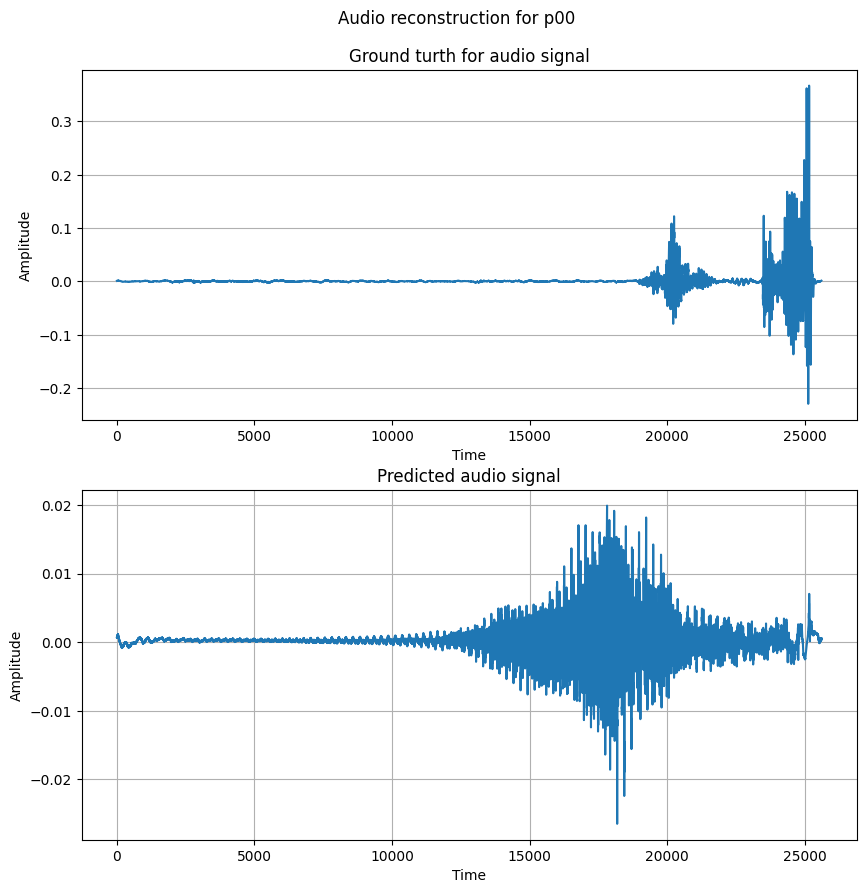 Audio reconstruction for p00
Ground turth for audio signal
Amplitude
0.3
0.2
0.1
0.0
−0.1
−0.2
0 5000 10000 15000 20000 25000
Time
Predicted audio signal
Amplitude
0.02
0.01
0.00
−0.01
−0.02
0 5000 10000 15000 20000 25000
Time